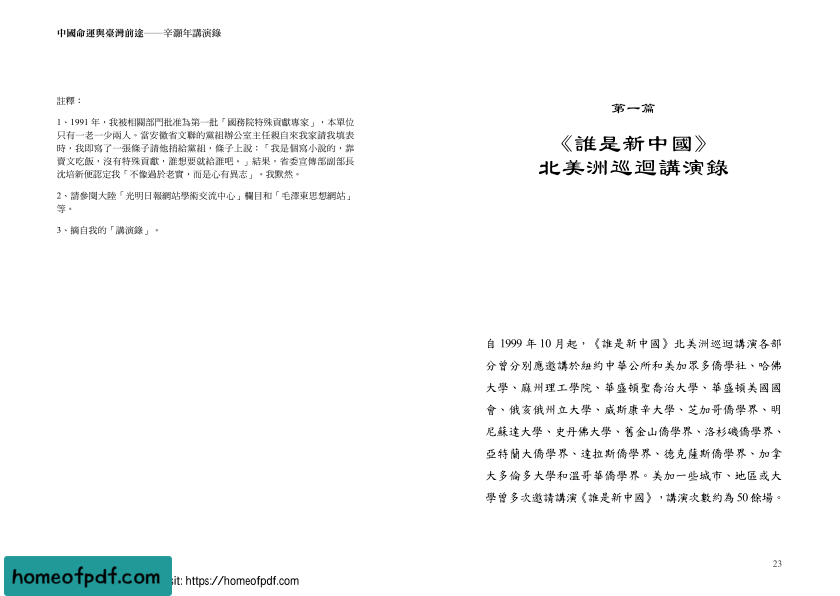 中國命運與臺灣前途——辛灝年講演錄
註釋：
1、1991 年，我被相關部門批准為第一批「國務院特殊貢獻專家」，本單位
只有一老一少兩人。當安徽省文聯的黨組辦公室主任親自來我家請我填表
時，我即寫了一張條子請他捎給黨組，條子上說：「我是個寫小說的，靠
賣文吃飯，沒有特殊貢獻，誰想要就給誰吧。」結果，省委宣傳部副部長
沈培新便認定我「不像過於老實，而是心有異志」。我默然。
2、請參閱大陸「光明日報網站學術交流中心」欄目和「毛澤東思想網站」
等。
3、摘自我的「講演錄」。
第一篇
《誰是新中國》
北美洲巡迴講演錄
自 1999 年 10 月起，《誰是新中國》北美洲巡迴講演各部
分曾分別應邀講於紐約中華公所和美加眾多僑學社、哈佛
大學、麻州理工學院、華盛頓聖喬治大學、華盛頓美國國
會、俄亥俄州立大學、威斯康辛大學、芝加哥僑學界、明
尼蘇達大學、史丹佛大學、舊金山僑學界、洛杉磯僑學界、
亞特蘭大僑學界、達拉斯僑學界、德克薩斯僑學界、加拿
大多倫多大學和溫哥華僑學界。美加一些城市、地區或大
學曾多次邀請講演《誰是新中國》，講演次數約為 50 餘場。
23
homeofpdf.com
sit: https://homeofpdf.com